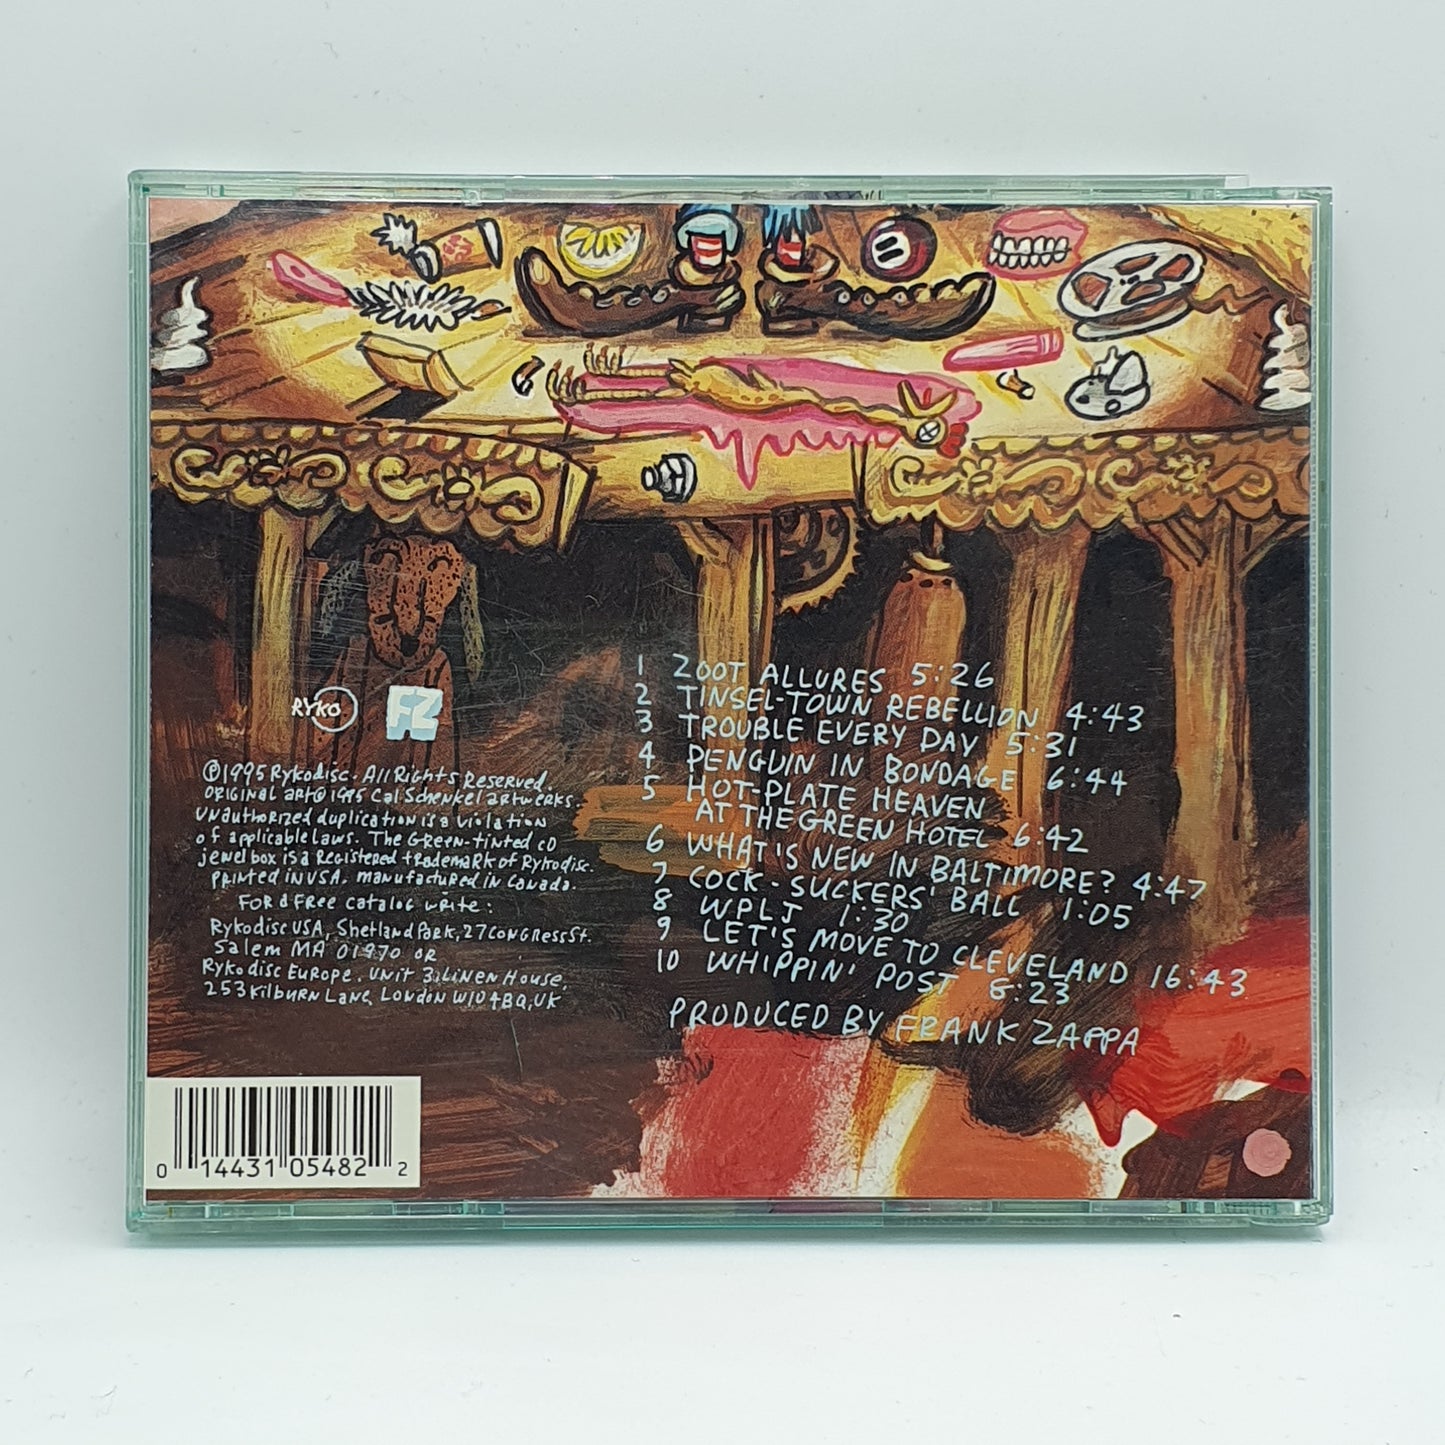 1 ZOOT ALLURES 5:26
2 TINSEL-TOWN REBELLION 4:43
3 TROUBLE EVERY DAY 5:31
4 PENGUIN IN BONDAGE 6:44
5 HOT-PLATE HEAVEN
AT THE GREEN HOTEL 6:42
6 WHAT'S NEW IN BALTIMORE? 4:47
7 COCK-SUCKERS' BALL 1:05
8 WPLJ 1:30
9 LET'S MOVE TO CLEVELAND 16:43
10 WHIPPIN' POST 6:23
PRODUCED BY FRANK ZAPPA
RYKO
FZ
℗©1995 Rykodisc. All Rights Reserved.
Original art © 1995 Cal Schenkel artwerks.
Unauthorized duplication is a violation
of applicable laws. The Green-tinted CD
jewel box is a Registered trademark of Rykodisc.
Printed in USA. Manufactured in Canada.
FOR a Free catalog write:
Rykodisc USA, Shetland Park, 27 Congress St.
Salem MA 01970 OR
Rykodisc Europe, Unit 3 Linen House,
253 Kilburn Lane, London W10 4BQ, UK
0 14431 05482 2